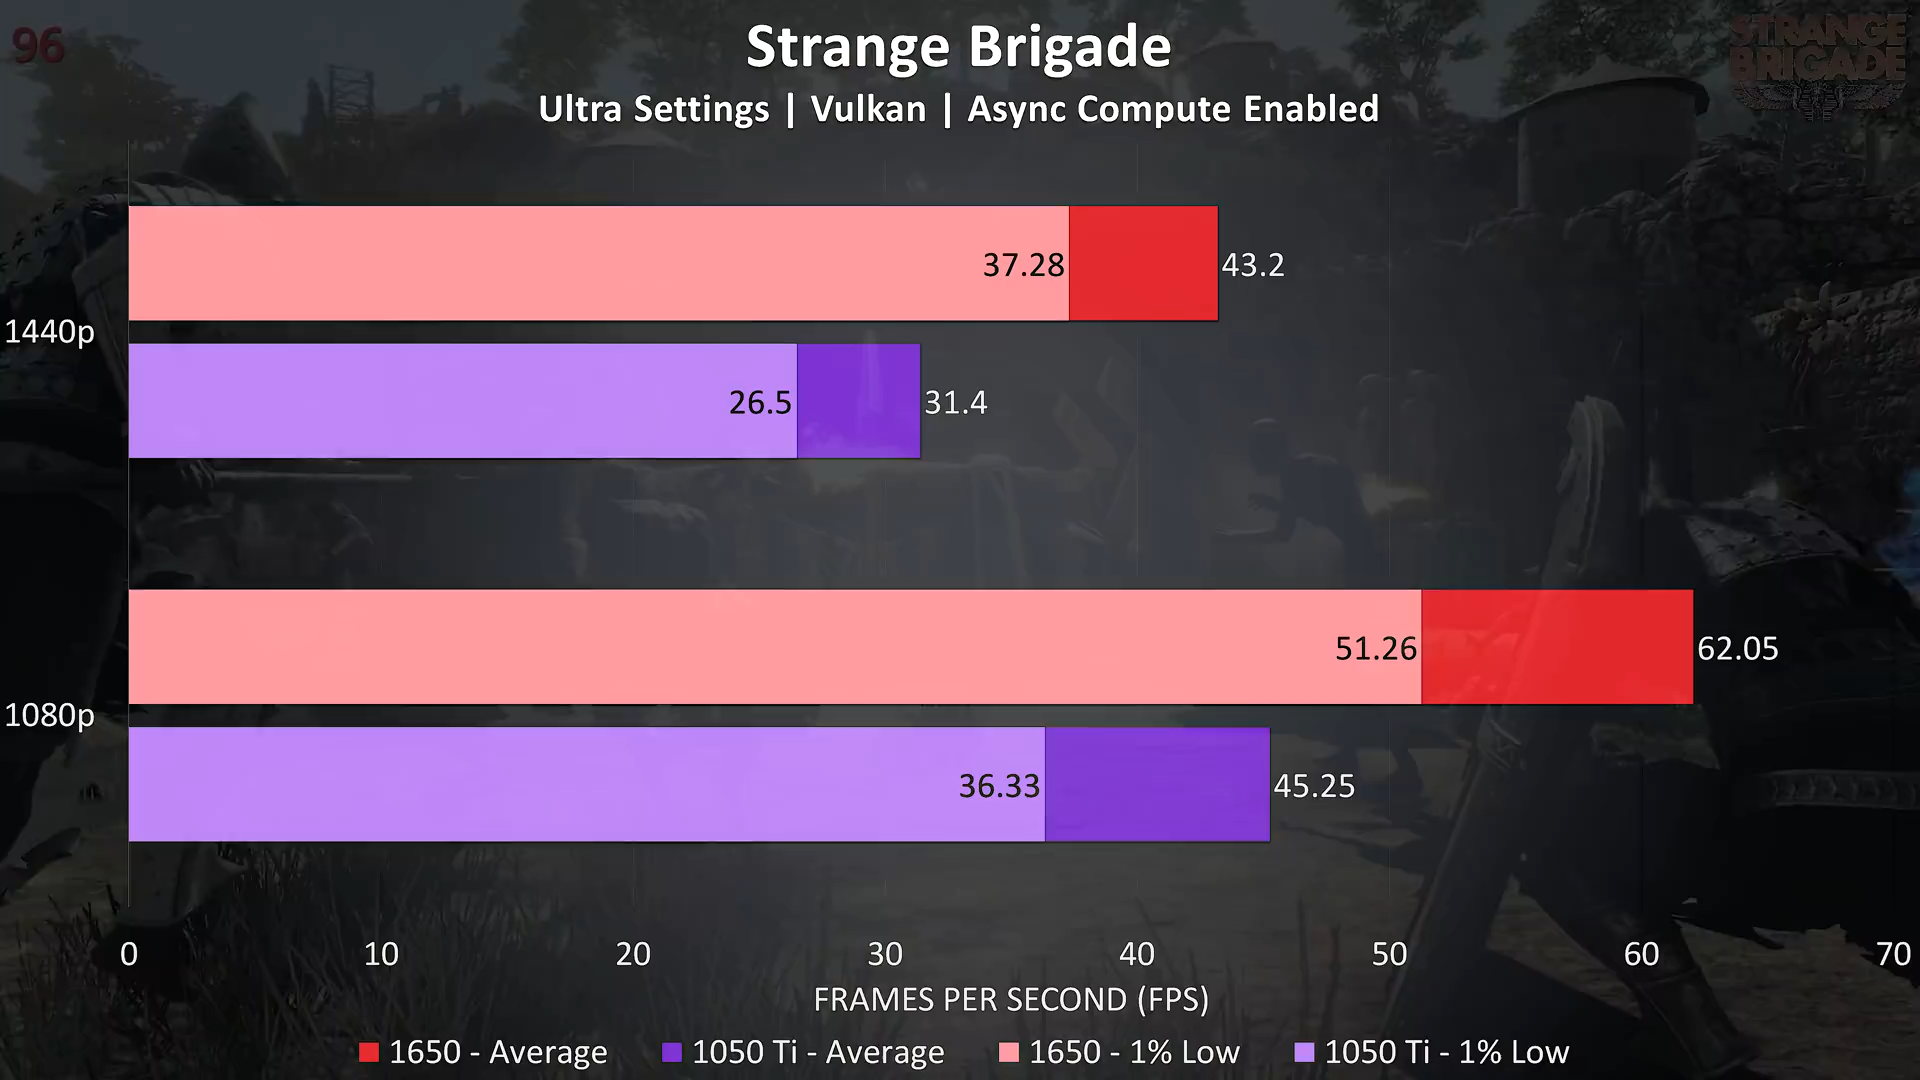 96
STRANGE
BRIGADE
Strange Brigade
Ultra Settings | Vulkan | Async Compute Enabled
37.28
43.2
1440p
26.5
31.4
51.26
62.05
1080p
36.33
45.25
0 10 20 30 40 50 60 70
FRAMES PER SECOND (FPS)
1650 - Average 1050 Ti - Average 1650 - 1% Low 1050 Ti - 1% Low